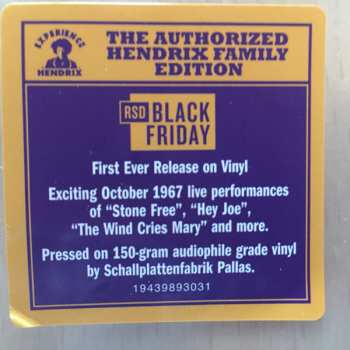 EXPERIENCE
HENDRIX
THE AUTHORIZED
HENDRIX FAMILY
EDITION
RSD BLACK
FRIDAY
First Ever Release on Vinyl
Exciting October 1967 live performances
of “Stone Free”, “Hey Joe”,
“The Wind Cries Mary” and more.
Pressed on 150-gram audiophile grade vinyl
by Schallplattenfabrik Pallas.
19439893031